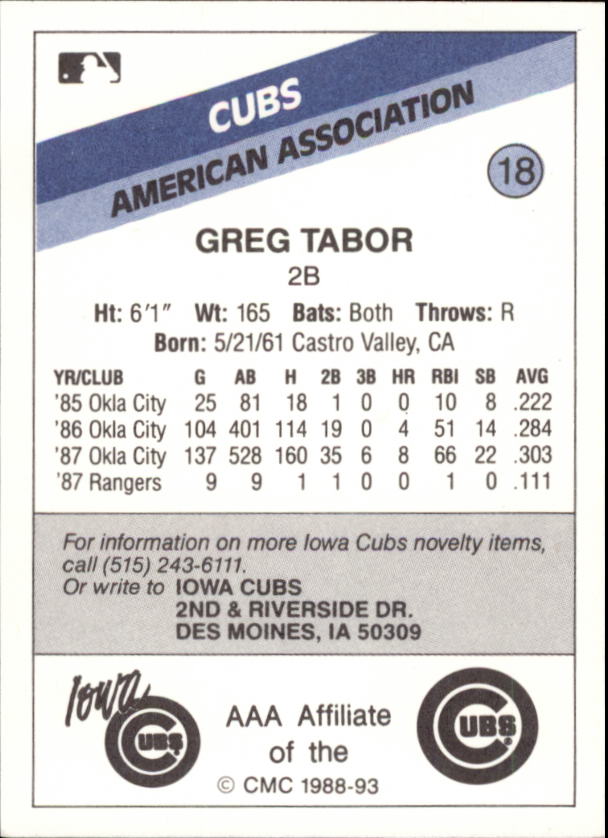 CUBS
AMERICAN ASSOCIATION
18
GREG TABOR
2B
Ht: 6'1" Wt: 165 Bats: Both Throws: R
Born: 5/21/61 Castro Valley, CA
YR/CLUB G AB H 2B 3B HR RBI SB AVG
'85 Okla City 25 81 18 1 0 0 10 8 .222
'86 Okla City 104 401 114 19 0 4 51 14 .284
'87 Okla City 137 528 160 35 6 8 66 22 .303
'87 Rangers 9 9 1 1 0 0 1 0 .111
For information on more Iowa Cubs novelty items,
call (515) 243-6111.
Or write to IOWA CUBS
2ND & RIVERSIDE DR.
DES MOINES, IA 50309
Iowa
CUBS
AAA Affiliate
of the
© CMC 1988-93
CUBS®